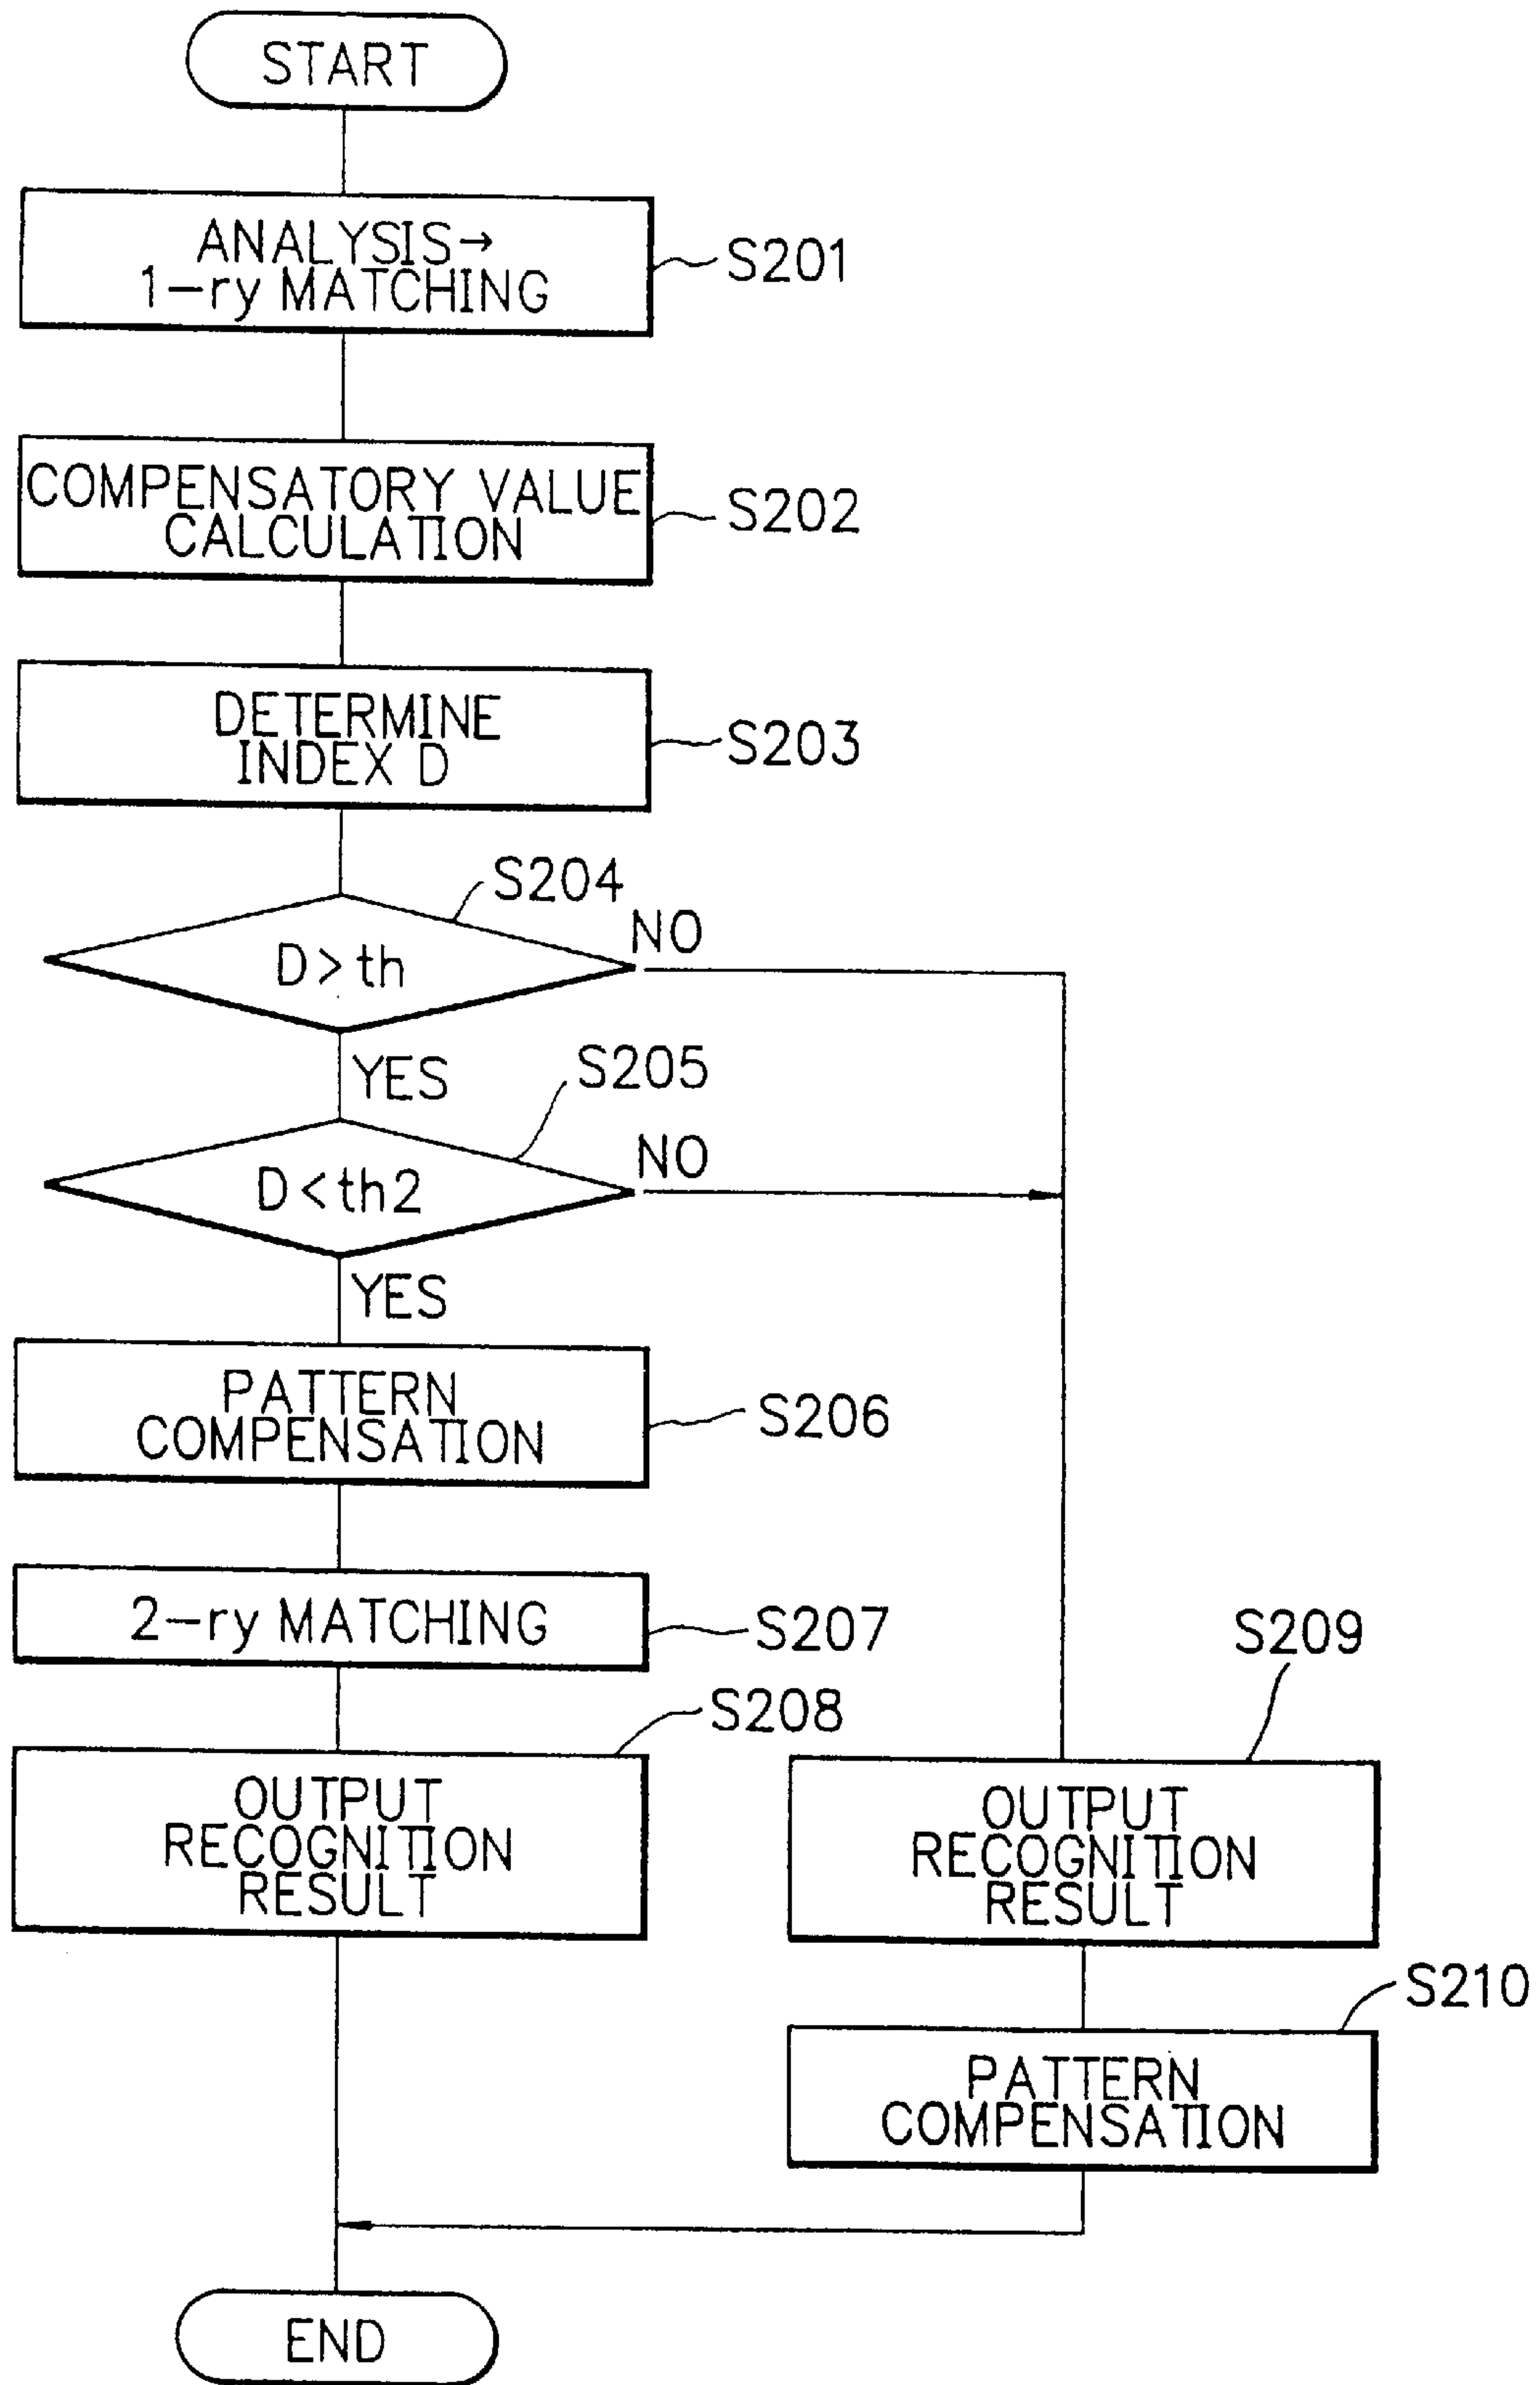 START
ANALYSIS→
1-ry MATCHING
S201
COMPENSATORY VALUE
CALCULATION
S202
DETERMINE
INDEX D
S203
S204
D>th
NO
YES
S205
D<th2
NO
YES
PATTERN
COMPENSATION
S206
2-ry MATCHING
S207
S208
OUTPUT
RECOGNITION
RESULT
S209
OUTPUT
RECOGNITION
RESULT
S210
PATTERN
COMPENSATION
END